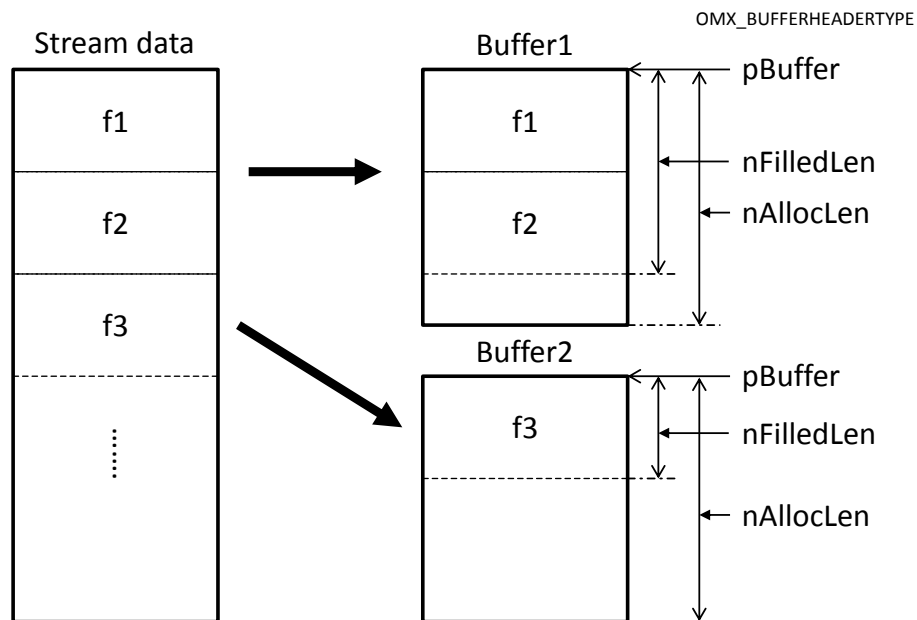 OMX_BUFFERHEADERTYPE
Stream data
Buffer1
pBuffer
f1
f1
nFilledLen
nAllocLen
f2
f2
f3
Buffer2
pBuffer
f3
nFilledLen
nAllocLen
......